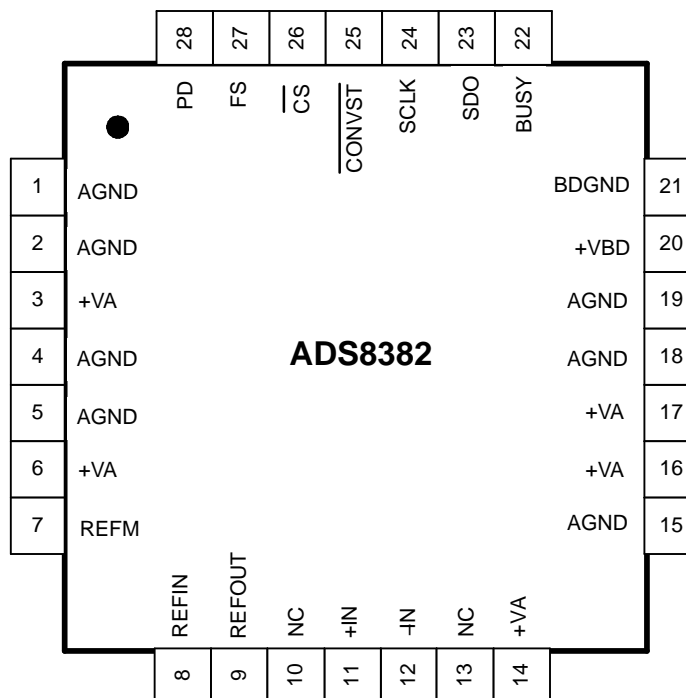 28 27 26 25 24 23 22
PD FS CS CONVST SCLK SDO BUSY
1 AGND BDGND 21
2 AGND +VBD 20
3 +VA AGND 19
4 AGND ADS8382 AGND 18
5 AGND +VA 17
6 +VA +VA 16
7 REFM AGND 15
REFIN REFOUT NC +IN -IN NC +VA
8 9 10 11 12 13 14